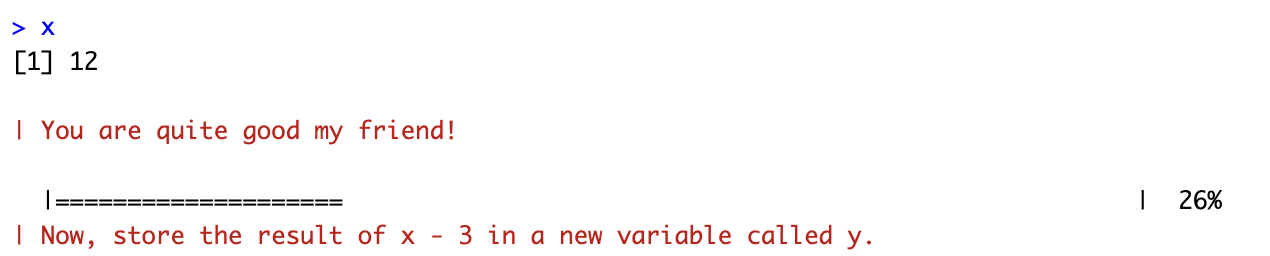 > x
[1] 12
| You are quite good my friend!
|==================== | 26%
| Now, store the result of x - 3 in a new variable called y.